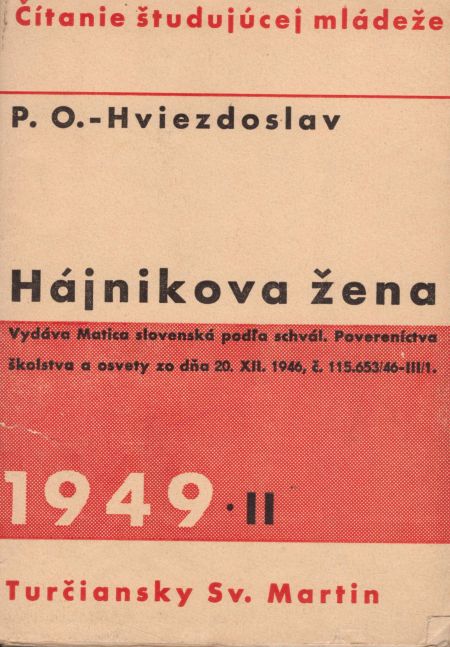 Čítanie študujúcej mládeže
P. O.-Hviezdoslav
Hájnikova žena
Vydáva Matica slovenská podľa schvál. Povereníctva
školstva a osvety zo dňa 20. XII. 1946, č. 115.653/46-III/1.
1949 · II
Turčiansky Sv. Martin